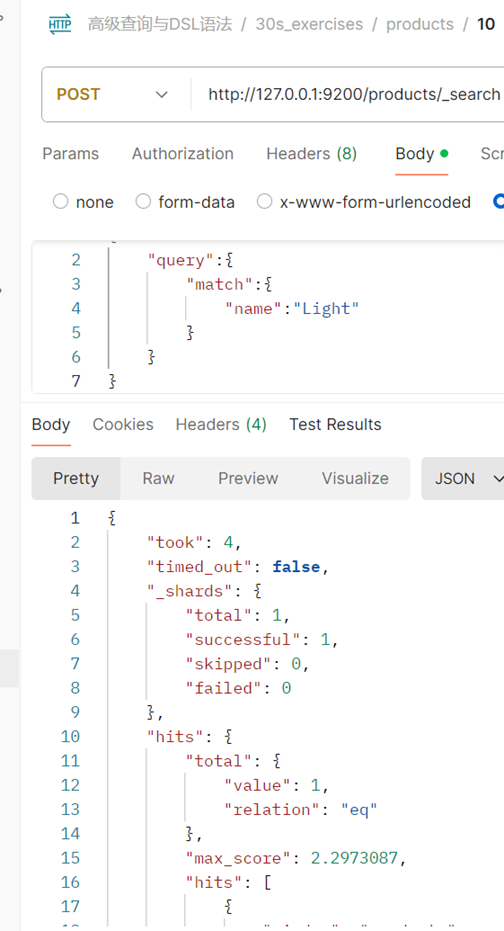 HTTP 高级查询与DSL语法 / 30s_exercises / products / 10
POST http://127.0.0.1:9200/products/_search
Params Authorization Headers (8) Body Scr
none form-data x-www-form-urlencoded
2 "query":{
3 "match":{
4 "name":"Light"
5 }
6 }
7 }
Body Cookies Headers (4) Test Results
Pretty Raw Preview Visualize JSON
1 {
2 "took": 4,
3 "timed_out": false,
4 "_shards": {
5 "total": 1,
6 "successful": 1,
7 "skipped": 0,
8 "failed": 0
9 },
10 "hits": {
11 "total": {
12 "value": 1,
13 "relation": "eq"
14 },
15 "max_score": 2.2973087,
16 "hits": [
17 {